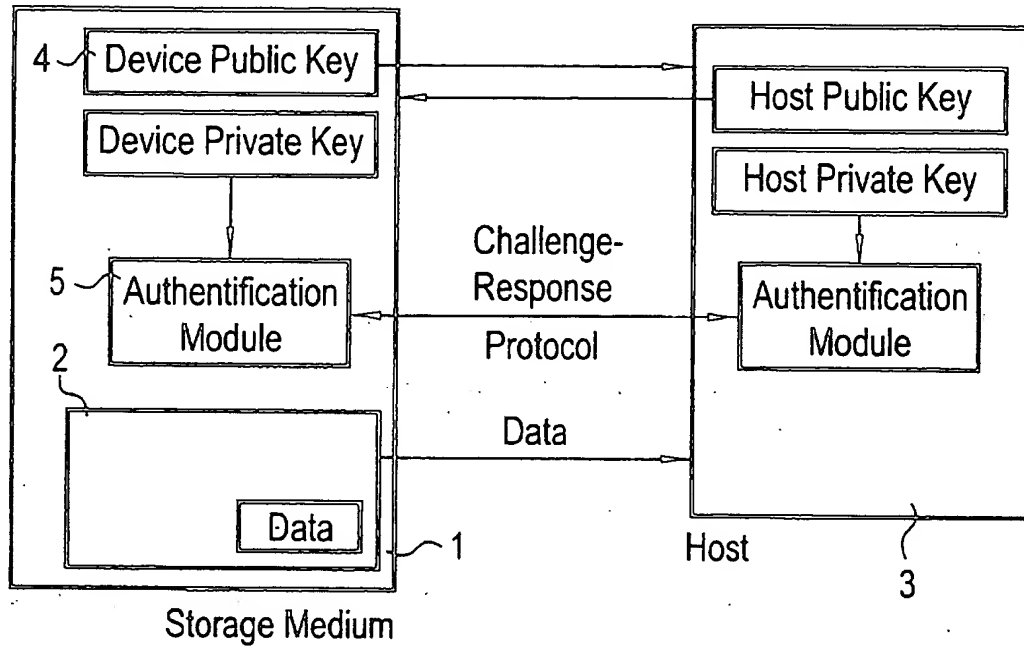 4
Device Public Key
Device Private Key
5
Authentification
Module
2
Data
1
Storage Medium
Challenge-
Response
Protocol
Data
Host Public Key
Host Private Key
Authentification
Module
Host
3